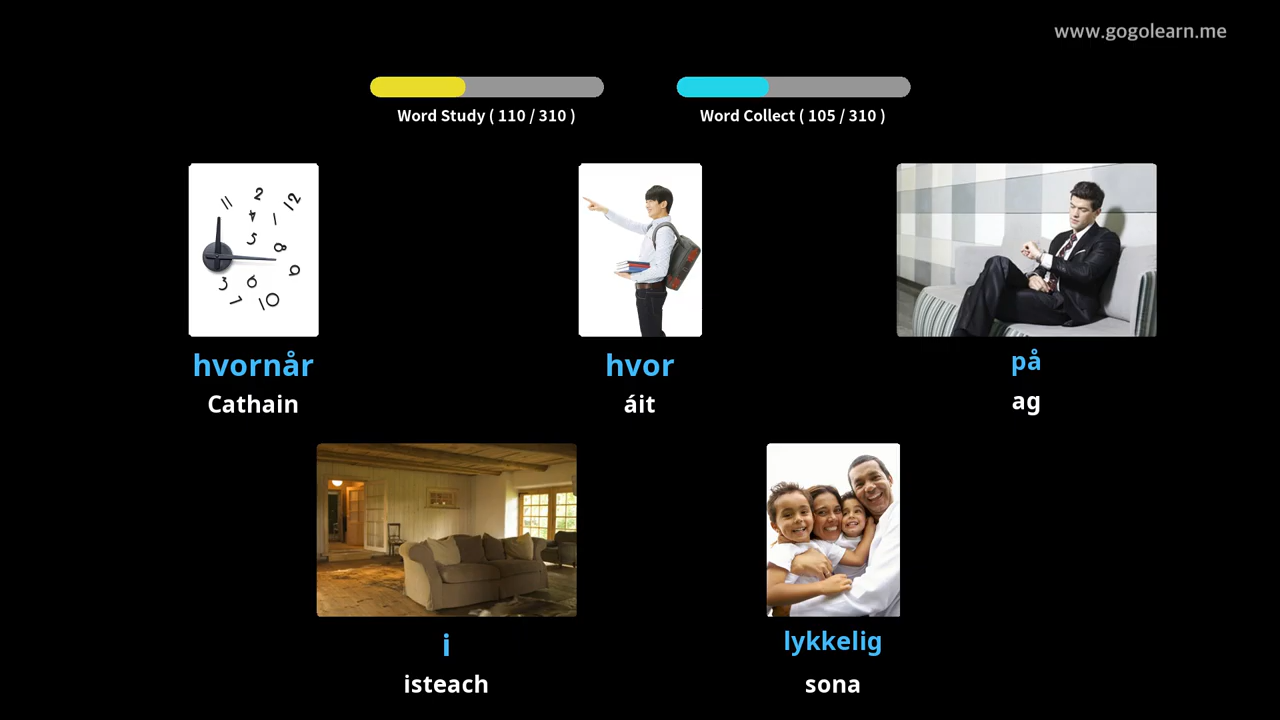 www.gogolearn.me
Word Study ( 110 / 310 )
Word Collect ( 105 / 310 )
hvornår
Cathain
hvor
áit
på
ag
i
isteach
lykkelig
sona